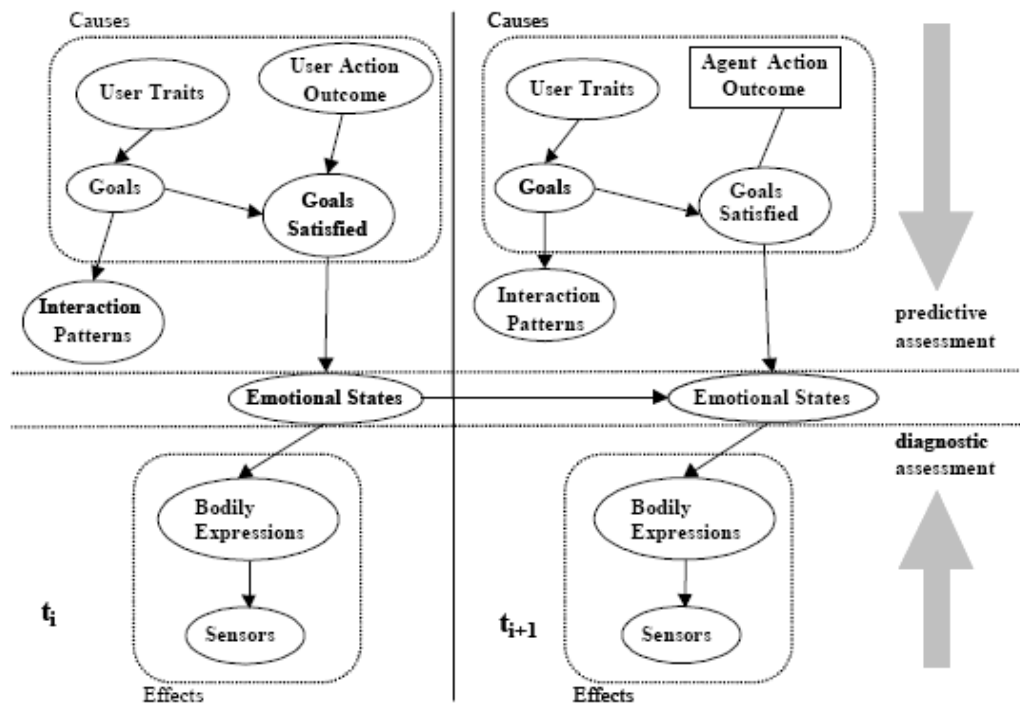 Causes
User Traits
User Action
Outcome
Goals
Goals
Satisfied
Interaction
Patterns
Emotional States
Bodily
Expressions
Sensors
t_i
Effects
Causes
User Traits
Agent Action
Outcome
Goals
Goals
Satisfied
Interaction
Patterns
Emotional States
Bodily
Expressions
Sensors
t_{i+1}
Effects
predictive
assessment
diagnostic
assessment